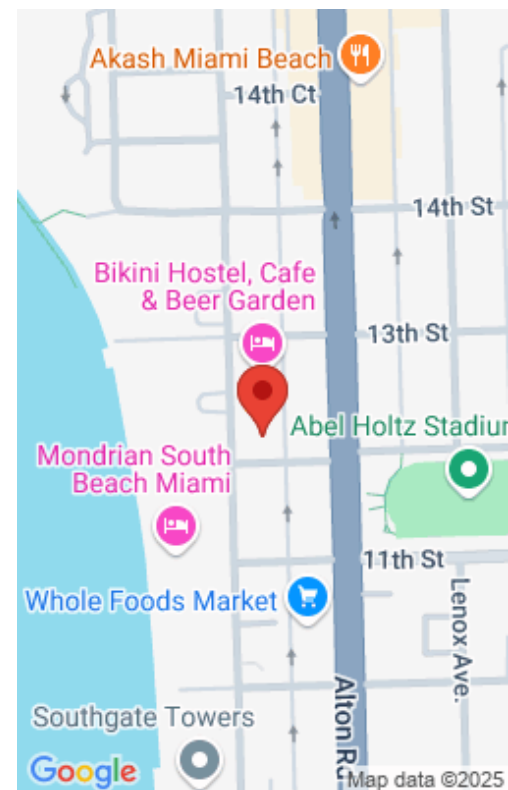 Akash Miami Beach
14th Ct
14th St
Bikini Hostel, Cafe
& Beer Garden
13th St
Abel Holtz Stadiu
Mondrian South
Beach Miami
11th St
Whole Foods Market
Lenox Ave.
Southgate Towers
Alton Rd
Google
Map data ©2025